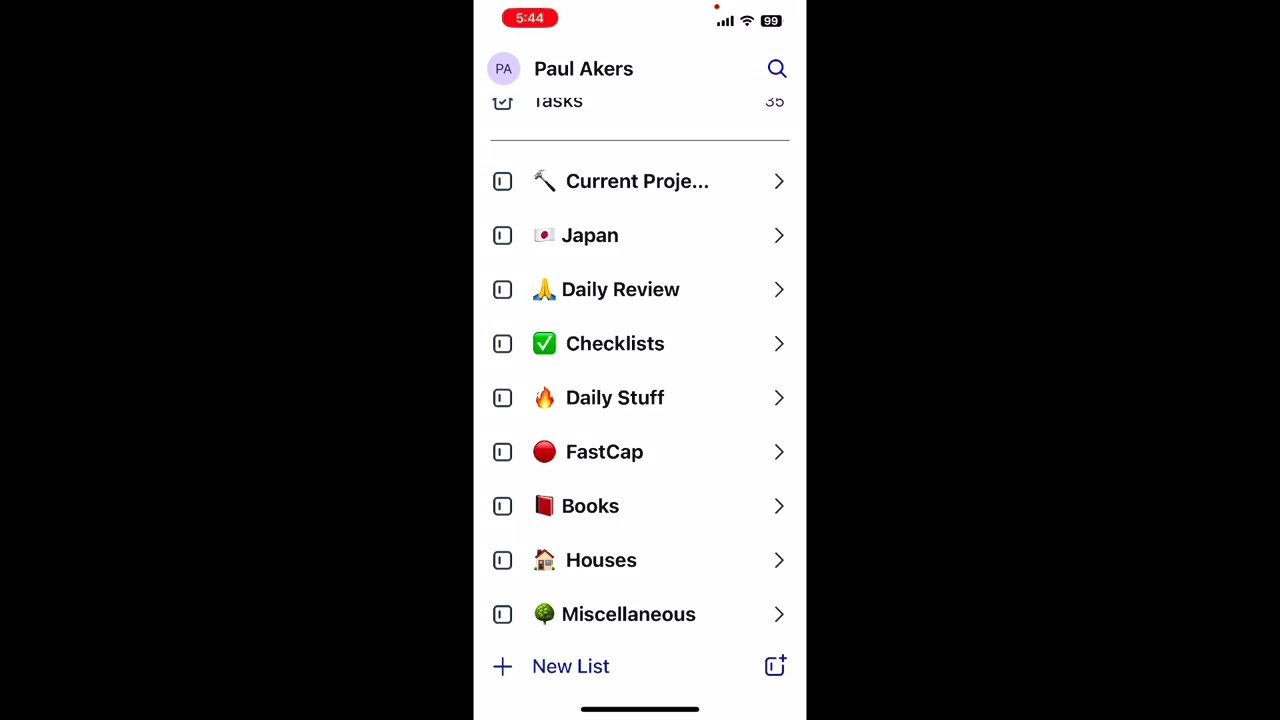 5:44
99
PA Paul Akers
Tasks 35
Current Proje...
Japan
Daily Review
Checklists
Daily Stuff
FastCap
Books
Houses
Miscellaneous
New List